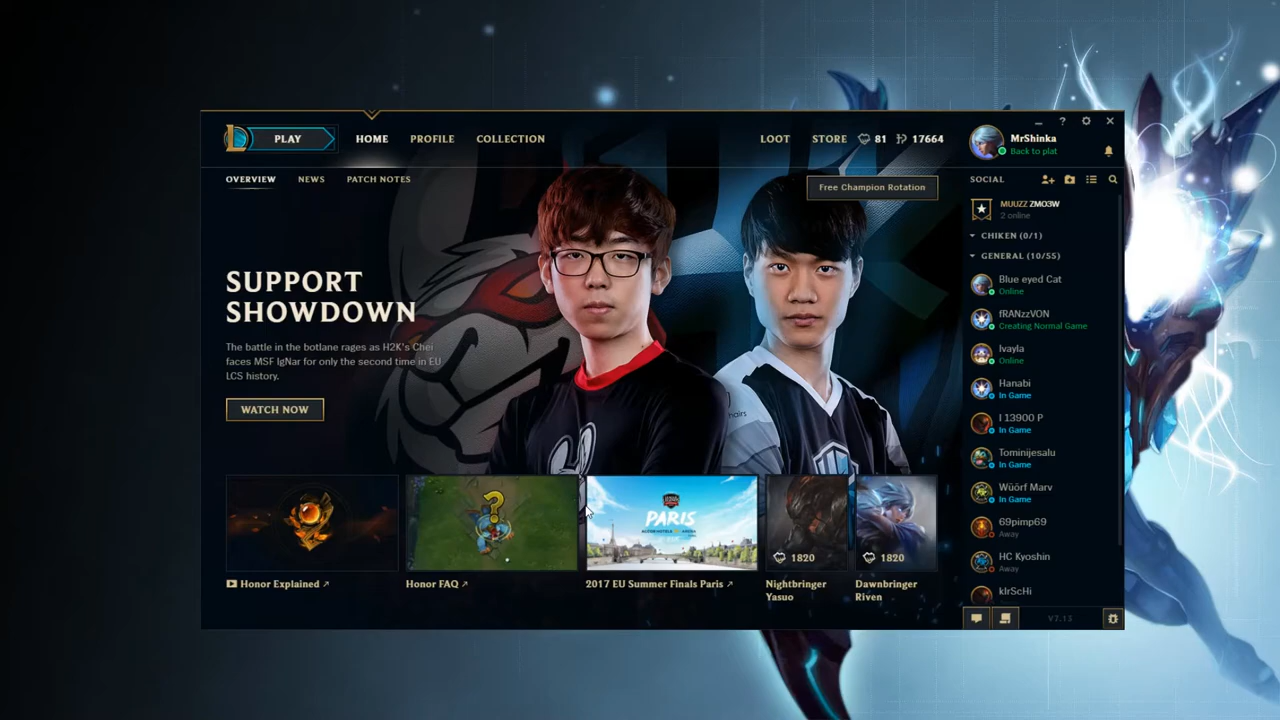 PLAY
HOME
PROFILE
COLLECTION
LOOT
STORE
81
17664
?
MrShinka
Back to plat
OVERVIEW
NEWS
PATCH NOTES
Free Champion Rotation
SUPPORT
SHOWDOWN
The battle in the botlane rages as H2K's Chei
faces MSF IgNar for only the second time in EU
LCS history.
WATCH NOW
hairs
?
PARIS
1820
1820
Honor Explained ↗
Honor FAQ ↗
2017 EU Summer Finals Paris ↗
Nightbringer
Yasuo
Dawnbringer
Riven
SOCIAL
MUUZZ ZMO3W
2 online
CHIKEN (0/1)
GENERAL (10/55)
Blue eyed Cat
Online
fRANzzVON
Creating Normal Game
Ivayla
Online
Hanabi
In Game
I 13900 P
In Game
Tominijesalu
In Game
Wüörf Marv
In Game
69pimp69
Away
HC Kyoshin
Away
kIrScHi
V7.15